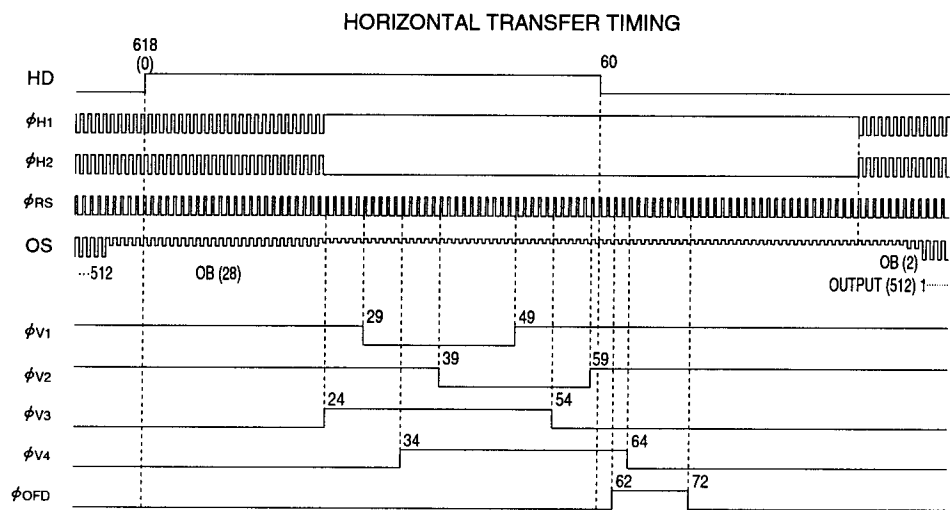 HORIZONTAL TRANSFER TIMING
618
(0)
60
HD
ϕH1
ϕH2
ϕRS
OS
···512
OB (28)
OB (2)
OUTPUT (512) 1········
ϕV1
29
49
ϕV2
39
59
ϕV3
24
54
ϕV4
34
64
ϕOFD
62
72